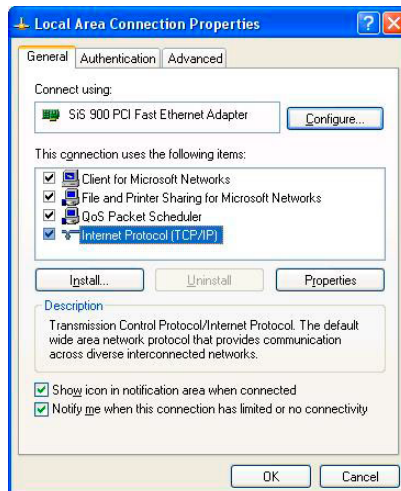 Local Area Connection Properties
General
Authentication
Advanced
Connect using:
SiS 900 PCI Fast Ethernet Adapter
Configure...
This connection uses the following items:
Client for Microsoft Networks
File and Printer Sharing for Microsoft Networks
QoS Packet Scheduler
Internet Protocol (TCP/IP)
Install...
Uninstall
Properties
Description
Transmission Control Protocol/Internet Protocol. The default
wide area network protocol that provides communication
across diverse interconnected networks.
Show icon in notification area when connected
Notify me when this connection has limited or no connectivity
OK
Cancel